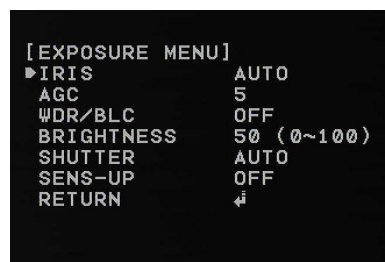 [EXPOSURE MENU]
IRIS AUTO
AGC 5
WDR/BLC OFF
BRIGHTNESS 50 (0~100)
SHUTTER AUTO
SENS-UP OFF
RETURN ↲